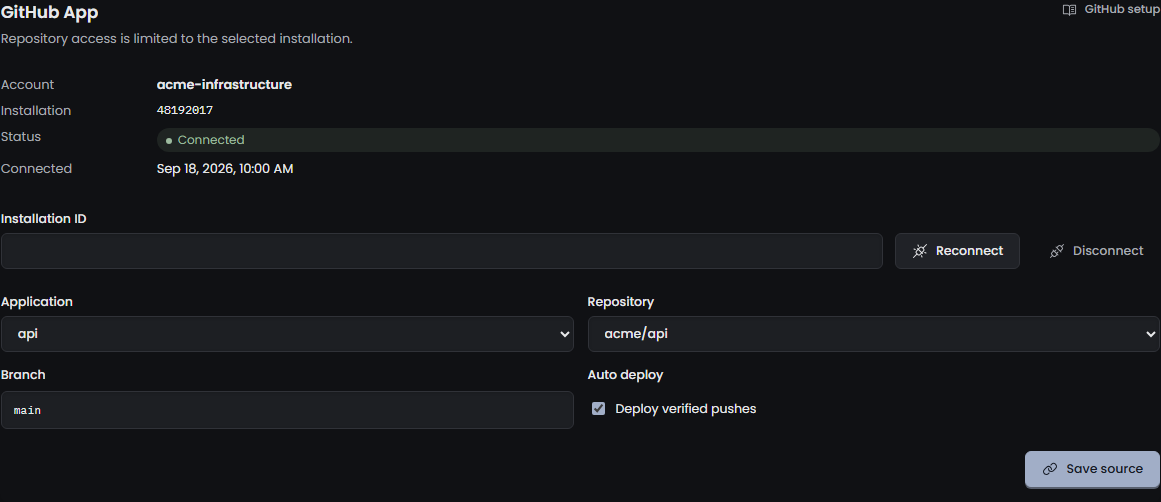 GitHub App
GitHub setup
Repository access is limited to the selected installation.
Account acme-infrastructure
Installation 48192017
Status Connected
Connected Sep 18, 2026, 10:00 AM
Installation ID
Reconnect Disconnect
Application Repository
api acme/api
Branch Auto deploy
main Deploy verified pushes
Save source